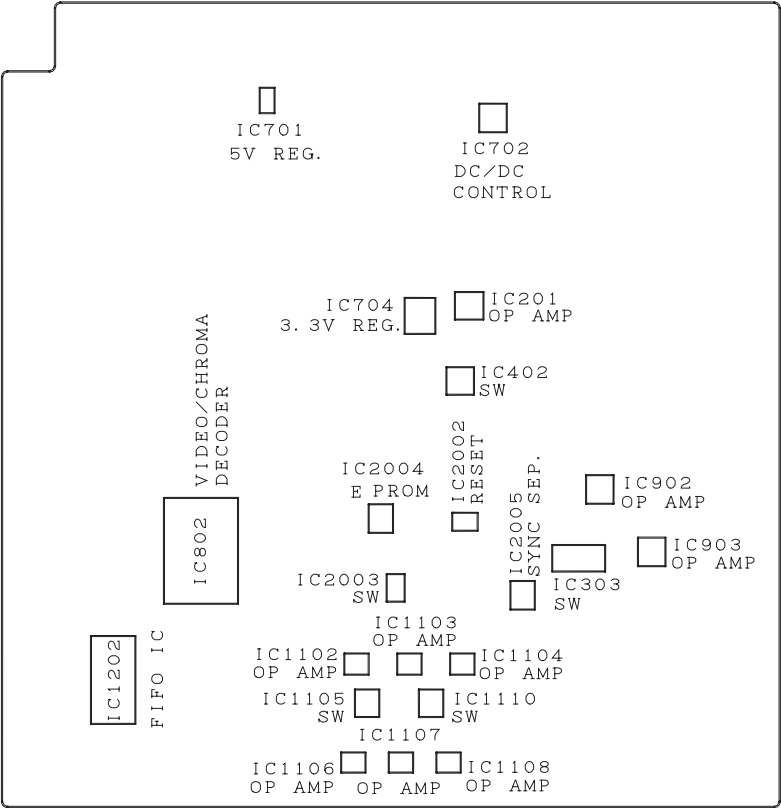 IC701
5V REG.
IC702
DC/DC
CONTROL
IC704
3.3V REG.
IC201
OP AMP
VIDEO/CHROMA
DECODER
IC402
SW
IC2002
RESET
IC2004
E PROM
IC2005
SYNC SEP.
IC902
OP AMP
IC802
IC903
OP AMP
IC2003
SW
IC303
SW
IC1103
OP AMP
IC1102
OP AMP
IC1104
OP AMP
IC1202
FIFO IC
IC1105
SW
IC1110
SW
IC1107
OP AMP
IC1106
OP AMP
IC1108
OP AMP